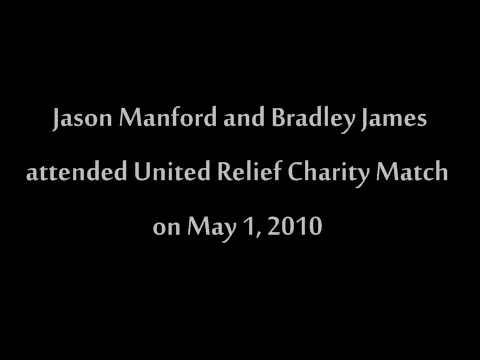 Jason Manford and Bradley James
attended United Relief Charity Match
on May 1, 2010